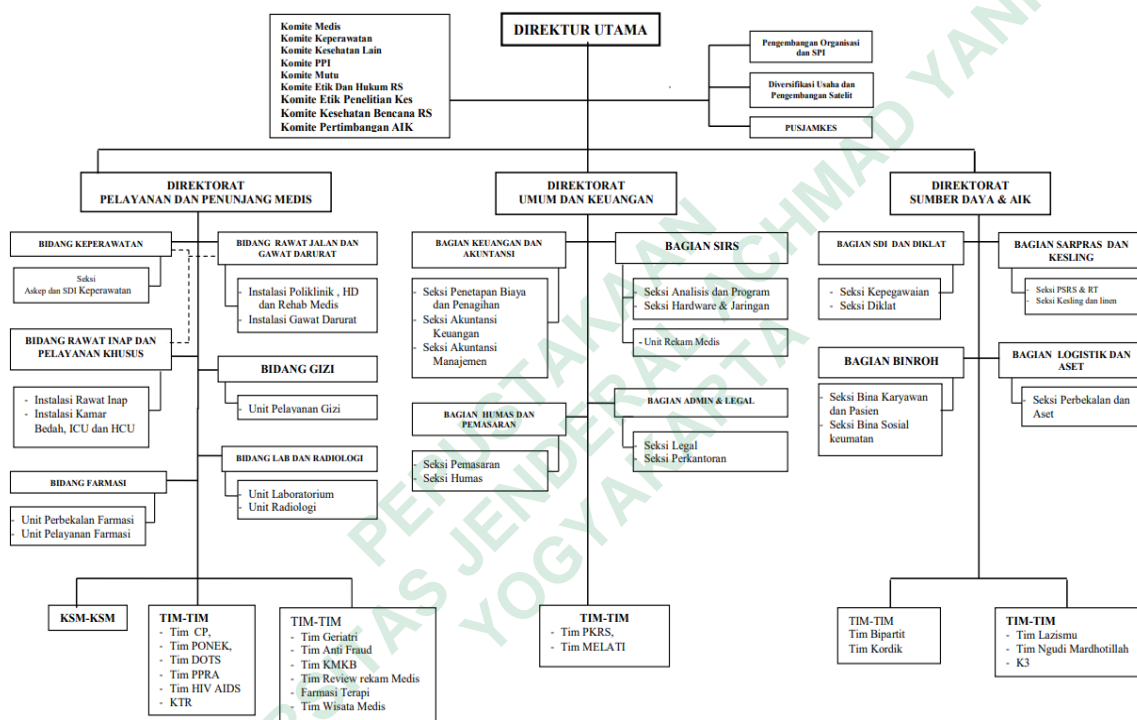 DIREKTUR UTAMA
Komite Medis
Komite Keperawatan
Komite Kesehatan Lain
Komite PPI
Komite Mutu
Komite Etik Dan Hukum RS
Komite Etik Penelitian Kes
Komite Kesehatan Bencana RS
Komite Pertimbangan AIK
Pengembangan Organisasi
dan SPI
Diversifikasi Usaha dan
Pengembangan Satelit
PUSJAMKES
DIREKTORAT
PELAYANAN DAN PENUNJANG MEDIS
BIDANG KEPERAWATAN
Seksi
Askep dan SDI Keperawatan
BIDANG RAWAT JALAN DAN
GAWAT DARURAT
- Instalasi Poliklinik , HD
dan Rehab Medis
- Instalasi Gawat Darurat
BIDANG RAWAT INAP DAN
PELAYANAN KHUSUS
- Instalasi Rawat Inap
- Instalasi Kamar
Bedah, ICU dan HCU
BIDANG GIZI
- Unit Pelayanan Gizi
BIDANG LAB DAN RADIOLOGI
- Unit Laboratorium
- Unit Radiologi
BIDANG FARMASI
- Unit Perbekalan Farmasi
- Unit Pelayanan Farmasi
KSM-KSM
TIM-TIM
- Tim CP,
- Tim PONEK,
- Tim DOTS
- Tim PPRA
- Tim HIV AIDS
- KTR
TIM-TIM
- Tim Geriatri
- Tim Anti Fraud
- Tim KMKB
- Tim Review rekam Medis
- Farmasi Terapi
- Tim Wisata Medis
DIREKTORAT
UMUM DAN KEUANGAN
BAGIAN KEUANGAN DAN
AKUNTANSI
- Seksi Penetapan Biaya
dan Penagihan
- Seksi Akuntansi
Keuangan
- Seksi Akuntansi
Manajemen
BAGIAN SIRS
- Seksi Analisis dan Program
- Seksi Hardware & Jaringan
- Unit Rekam Medis
BAGIAN HUMAS DAN
PEMASARAN
- Seksi Pemasaran
- Seksi Humas
BAGIAN ADMIN & LEGAL
- Seksi Legal
- Seksi Perkantoran
TIM-TIM
- Tim PKRS,
- Tim MELATI
DIREKTORAT
SUMBER DAYA & AIK
BAGIAN SDI DAN DIKLAT
- Seksi Kepegawaian
- Seksi Diklat
BAGIAN SARPRAS DAN
KESLING
- Seksi PSRS & RT
- Seksi Kesling dan linen
BAGIAN BINROH
- Seksi Bina Karyawan
dan Pasien
- Seksi Bina Sosial
keumatan
BAGIAN LOGISTIK DAN
ASET
- Seksi Perbekalan dan
Aset
TIM-TIM
Tim Bipartit
Tim Kordik
TIM-TIM
- Tim Lazismu
- Tim Ngudi Mardhotillah
- K3
PERPUSTAKAAN
ERSITAS JENDERAL ACHMAD YANI
YOGYAKARTA